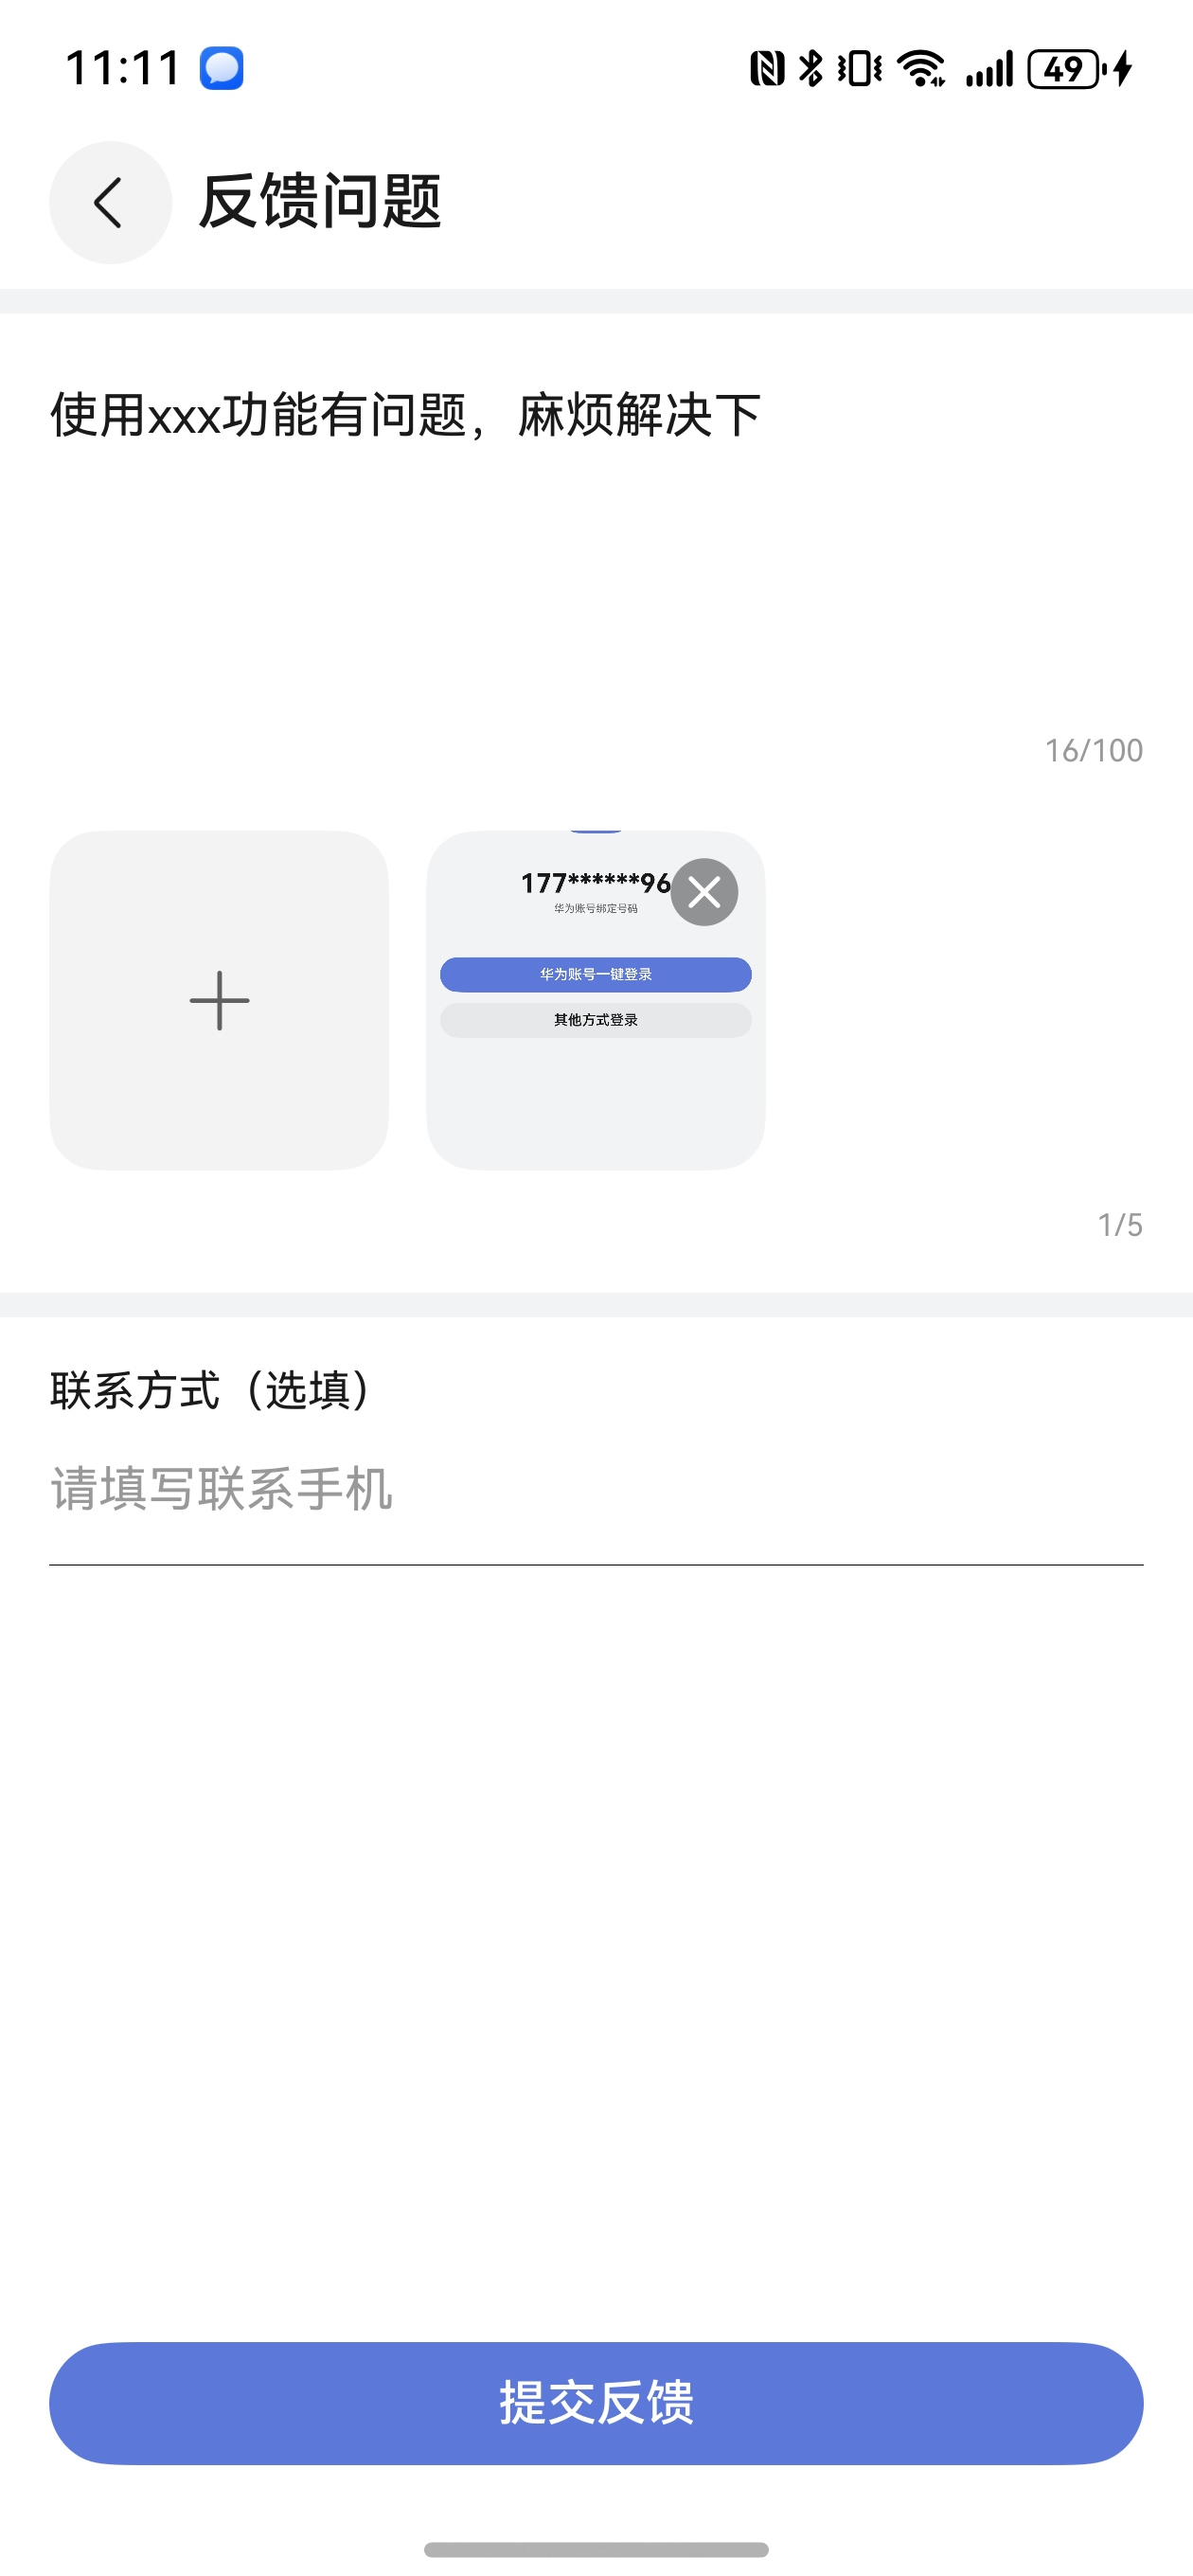 11:11
49
反馈问题
使用xxx功能有问题，麻烦解决下
16/100
177******96
华为账号绑定号码
华为账号一键登录
其他方式登录
1/5
联系方式（选填）
请填写联系手机
提交反馈